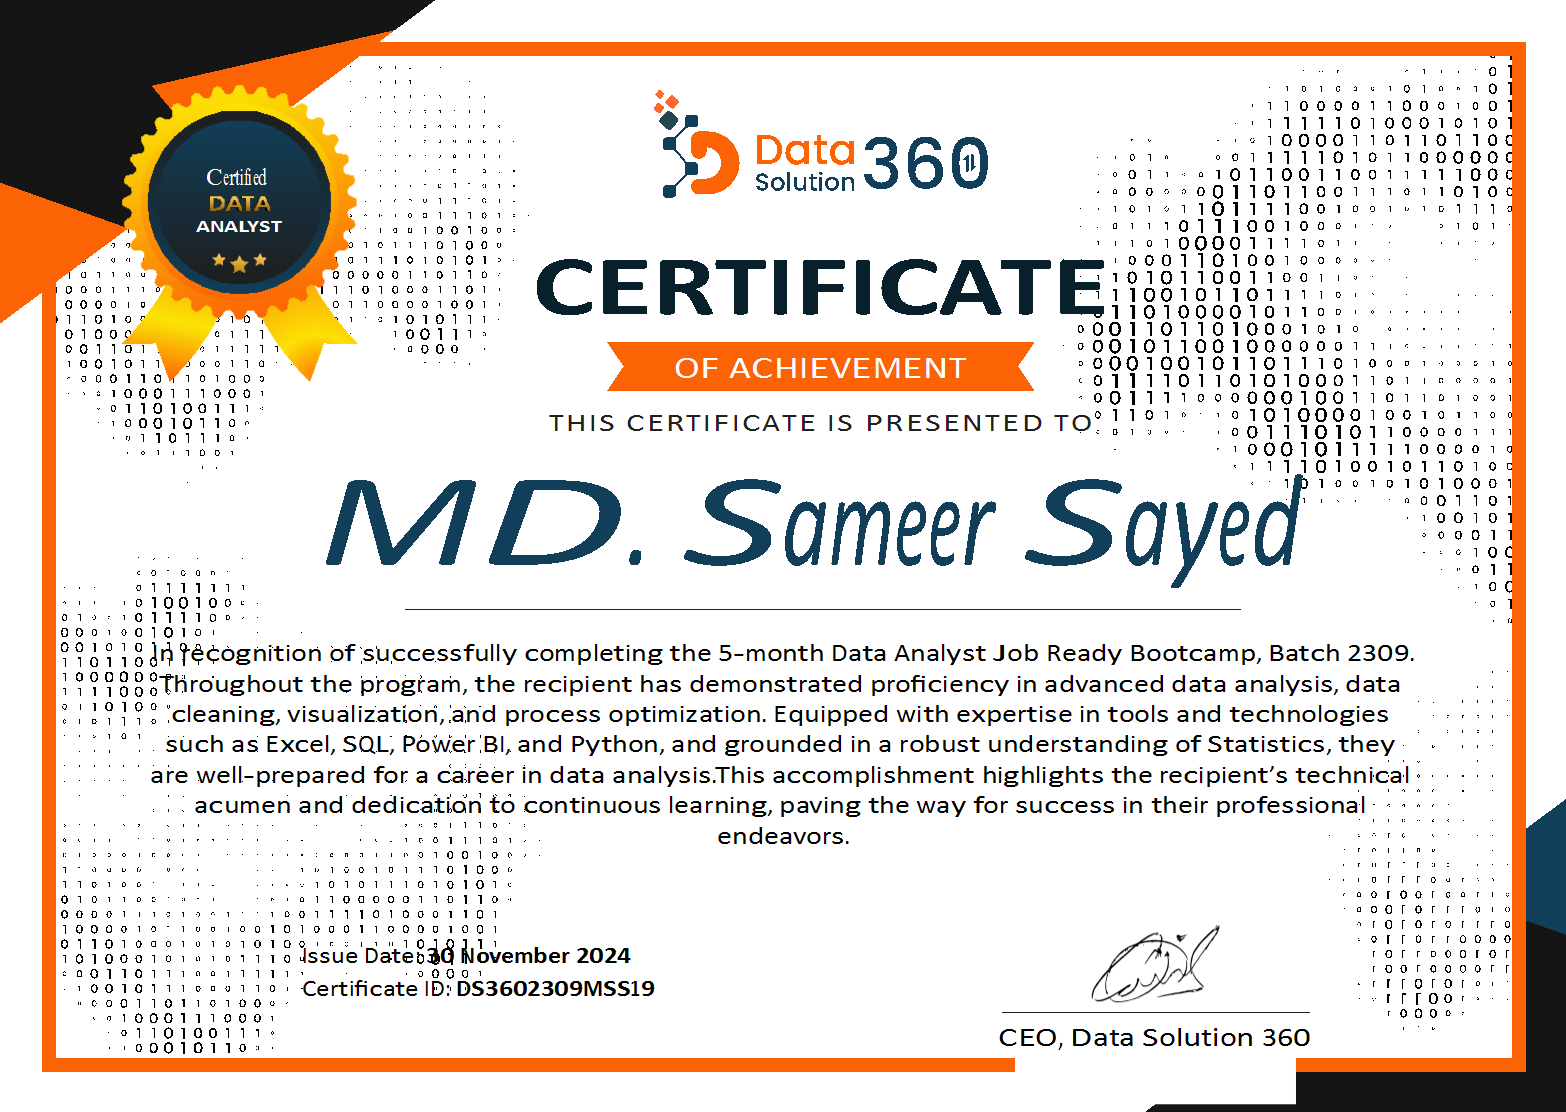 Certified
DATA
ANALYST
Data
Solution
360
CERTIFICATE
OF ACHIEVEMENT
THIS CERTIFICATE IS PRESENTED TO
MD. Sameer Sayed
In recognition of successfully completing the 5-month Data Analyst Job Ready Bootcamp, Batch 2309.
Throughout the program, the recipient has demonstrated proficiency in advanced data analysis, data
cleaning, visualization, and process optimization. Equipped with expertise in tools and technologies
such as Excel, SQL, Power BI, and Python, and grounded in a robust understanding of Statistics, they
are well-prepared for a career in data analysis.This accomplishment highlights the recipient's technical
acumen and dedication to continuous learning, paving the way for success in their professional
endeavors.
Issue Date: 30 November 2024
Certificate ID: DS3602309MSS19
CEO, Data Solution 360